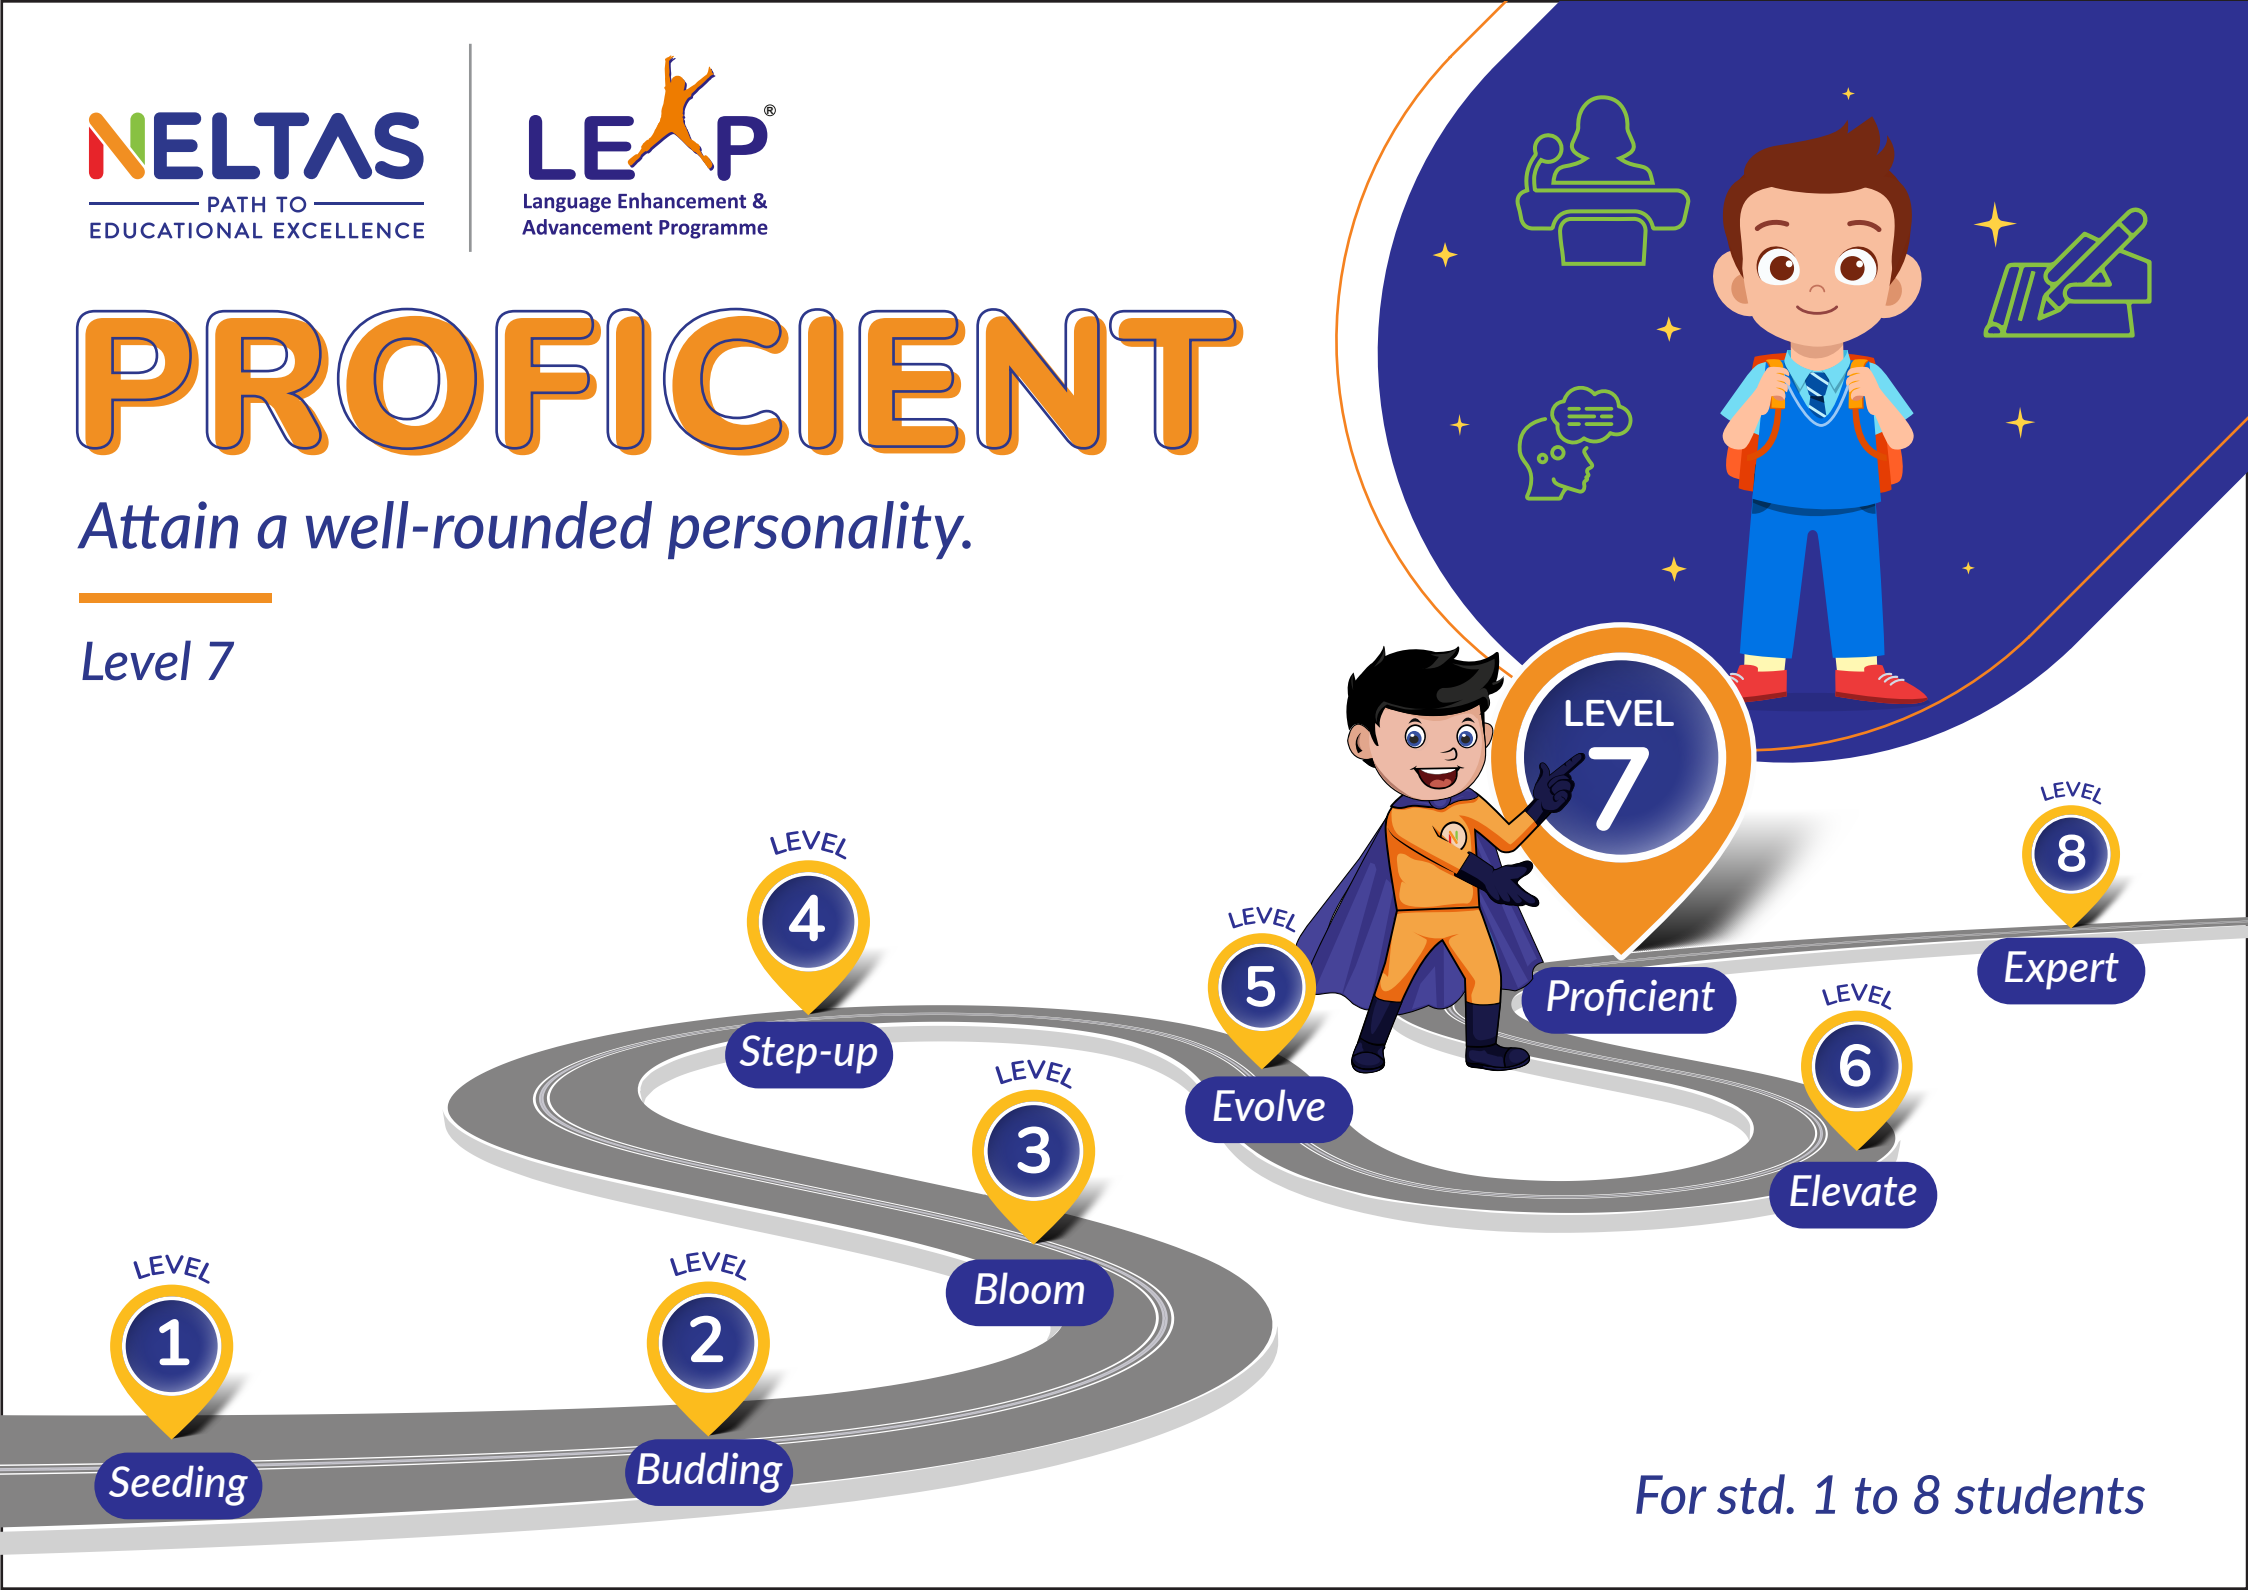 NELTAS
PATH TO
EDUCATIONAL EXCELLENCE
LEAP®
Language Enhancement &
Advancement Programme
PROFICIENT
Attain a well-rounded personality.
Level 7
LEVEL
7
Proficient
LEVEL
8
Expert
LEVEL
4
Step-up
LEVEL
5
Evolve
LEVEL
6
Elevate
LEVEL
3
Bloom
LEVEL
1
Seeding
LEVEL
2
Budding
N
For std. 1 to 8 students